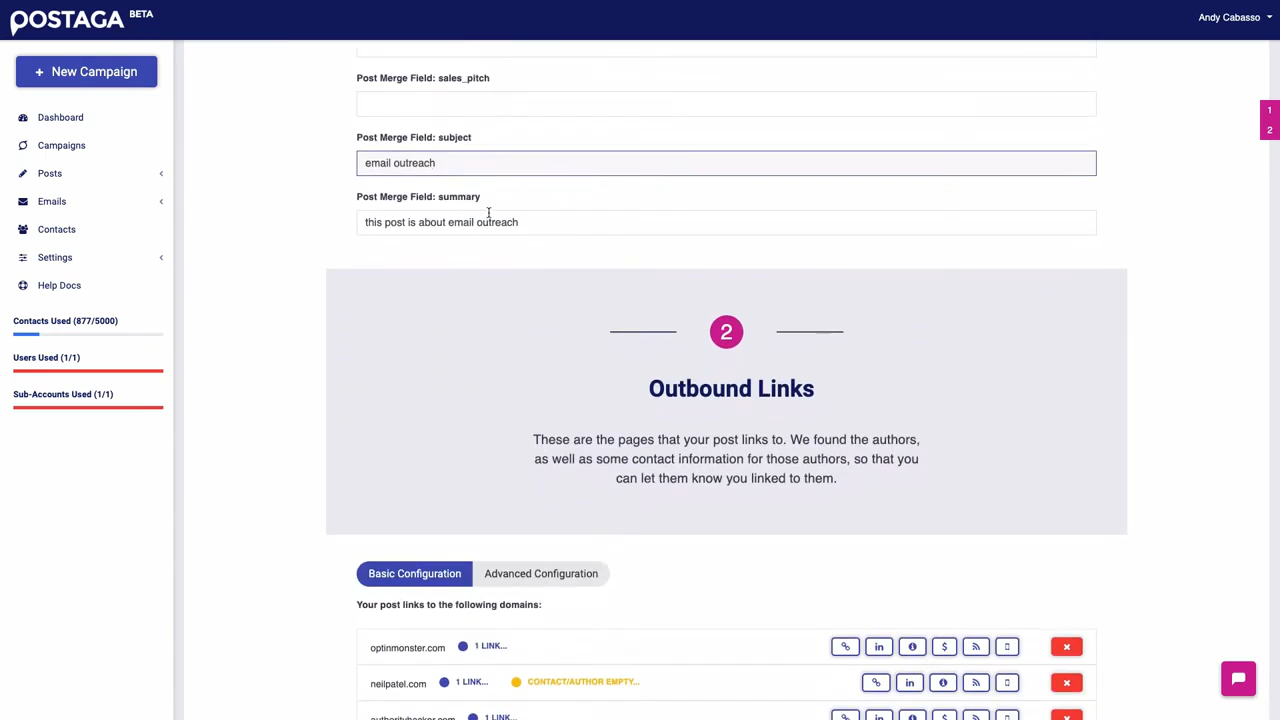 POSTAGA BETA
Andy Cabasso
+ New Campaign
Dashboard
Campaigns
Posts
Emails
Contacts
Settings
Help Docs
Contacts Used (877/5000)
Users Used (1/1)
Sub-Accounts Used (1/1)
Post Merge Field: sales_pitch
Post Merge Field: subject
email outreach
Post Merge Field: summary
this post is about email outreach
1
2
2
Outbound Links
These are the pages that your post links to. We found the authors,
as well as some contact information for those authors, so that you
can let them know you linked to them.
Basic Configuration Advanced Configuration
Your post links to the following domains:
optinmonster.com 1 LINK...
neilpatel.com 1 LINK... CONTACT/AUTHOR EMPTY...
authorityhacker.com 1 LINK...